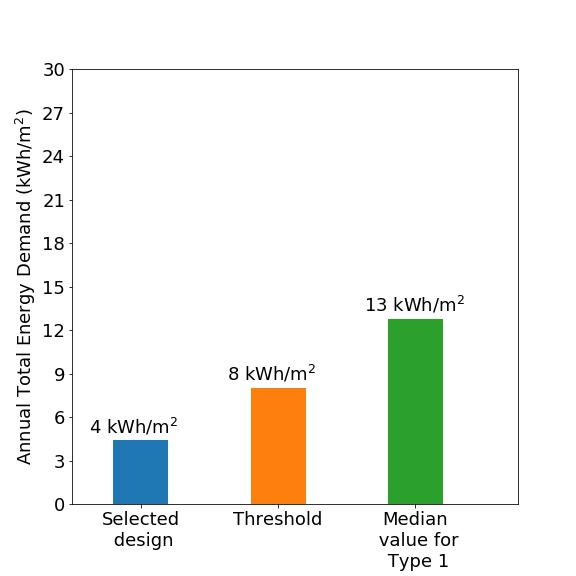 Annual Total Energy Demand (kWh/m²)
30
27
24
21
18
15
12
9
6
3
0
4 kWh/m²
8 kWh/m²
13 kWh/m²
Selected
design
Threshold
Median
value for
Type 1